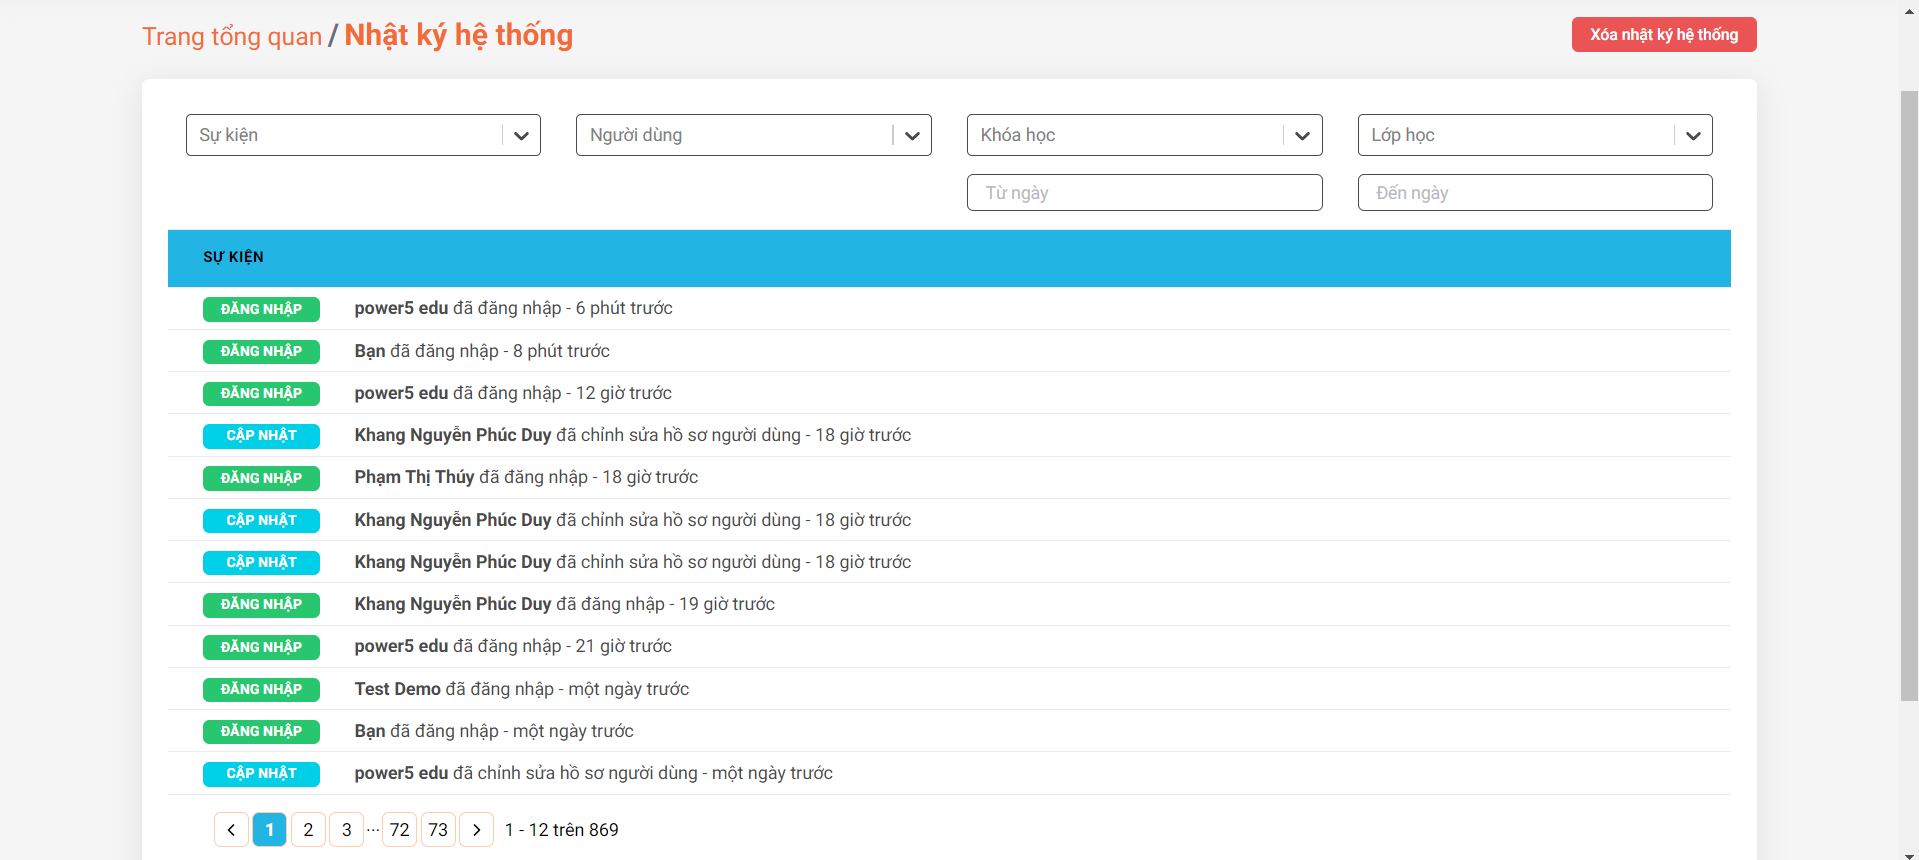 Trang tổng quan / Nhật ký hệ thống
Xóa nhật ký hệ thống
Sự kiện
Người dùng
Khóa học
Lớp học
Từ ngày
Đến ngày
SỰ KIỆN
ĐĂNG NHẬP power5 edu đã đăng nhập - 6 phút trước
ĐĂNG NHẬP Bạn đã đăng nhập - 8 phút trước
ĐĂNG NHẬP power5 edu đã đăng nhập - 12 giờ trước
CẬP NHẬT Khang Nguyễn Phúc Duy đã chỉnh sửa hồ sơ người dùng - 18 giờ trước
ĐĂNG NHẬP Phạm Thị Thúy đã đăng nhập - 18 giờ trước
CẬP NHẬT Khang Nguyễn Phúc Duy đã chỉnh sửa hồ sơ người dùng - 18 giờ trước
CẬP NHẬT Khang Nguyễn Phúc Duy đã chỉnh sửa hồ sơ người dùng - 18 giờ trước
ĐĂNG NHẬP Khang Nguyễn Phúc Duy đã đăng nhập - 19 giờ trước
ĐĂNG NHẬP power5 edu đã đăng nhập - 21 giờ trước
ĐĂNG NHẬP Test Demo đã đăng nhập - một ngày trước
ĐĂNG NHẬP Bạn đã đăng nhập - một ngày trước
CẬP NHẬT power5 edu đã chỉnh sửa hồ sơ người dùng - một ngày trước
1 2 3 ... 72 73 1 - 12 trên 869